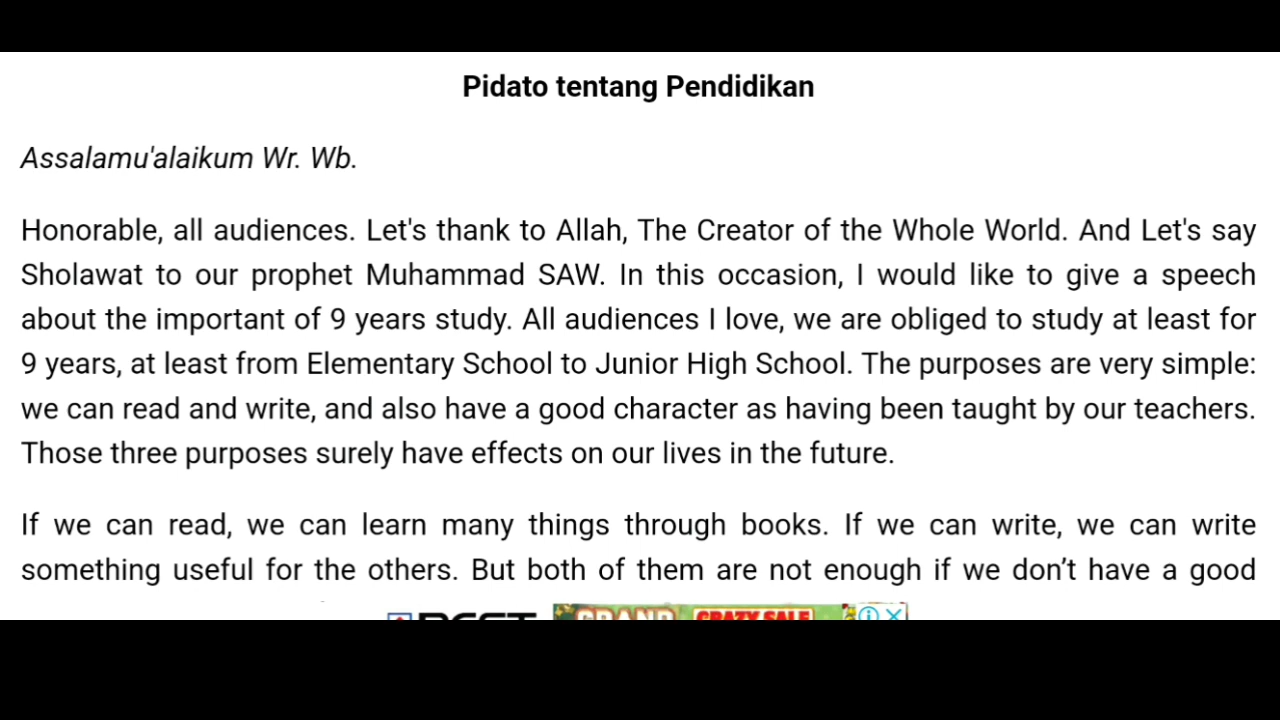 Pidato tentang Pendidikan
Assalamu'alaikum Wr. Wb.
Honorable, all audiences. Let's thank to Allah, The Creator of the Whole World. And Let's say
Sholawat to our prophet Muhammad SAW. In this occasion, I would like to give a speech
about the important of 9 years study. All audiences I love, we are obliged to study at least for
9 years, at least from Elementary School to Junior High School. The purposes are very simple:
we can read and write, and also have a good character as having been taught by our teachers.
Those three purposes surely have effects on our lives in the future.
If we can read, we can learn many things through books. If we can write, we can write
something useful for the others. But both of them are not enough if we don’t have a good
GRAND CRAZY SALE